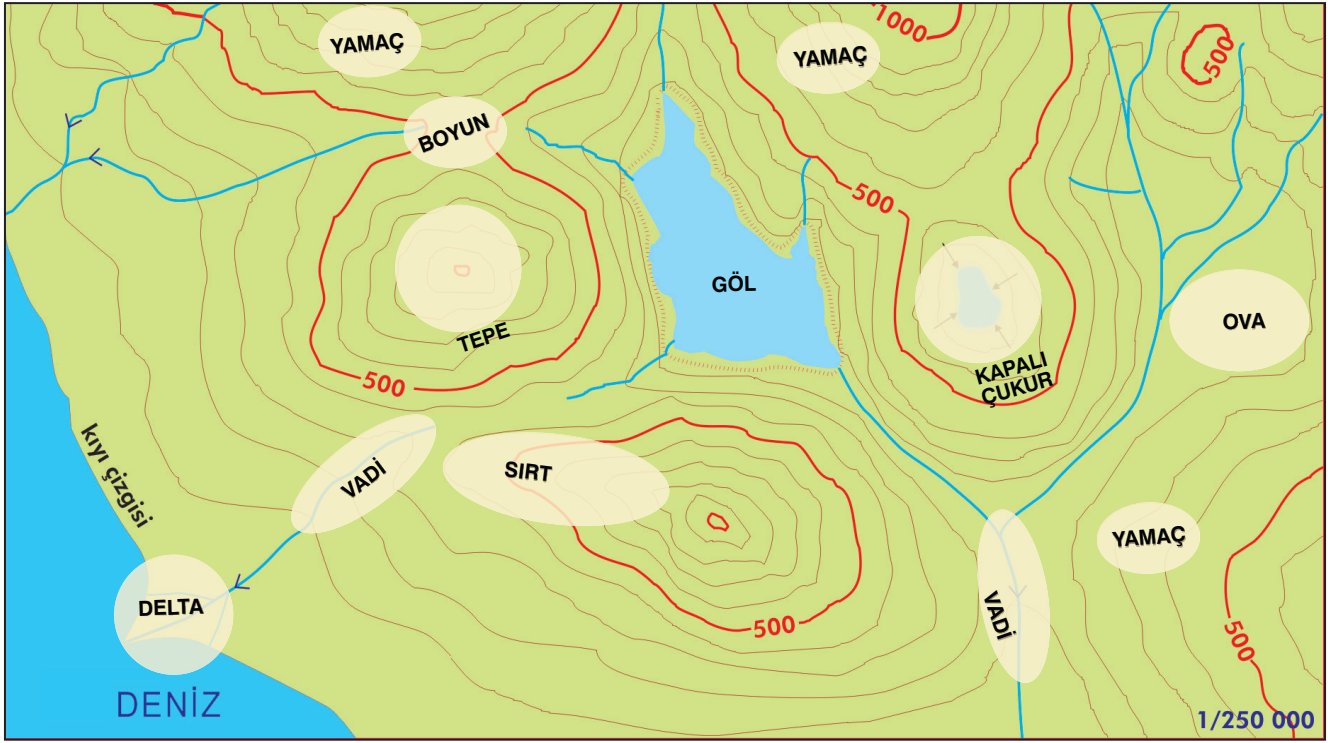 YAMAÇ
YAMAÇ
1000
500
BOYUN
500
GÖL
TEPE
OVA
KAPALI
ÇUKUR
500
kıyı çizgisi
VADİ
SIRT
YAMAÇ
VADİ
DELTA
500
500
DENİZ
1/250 000